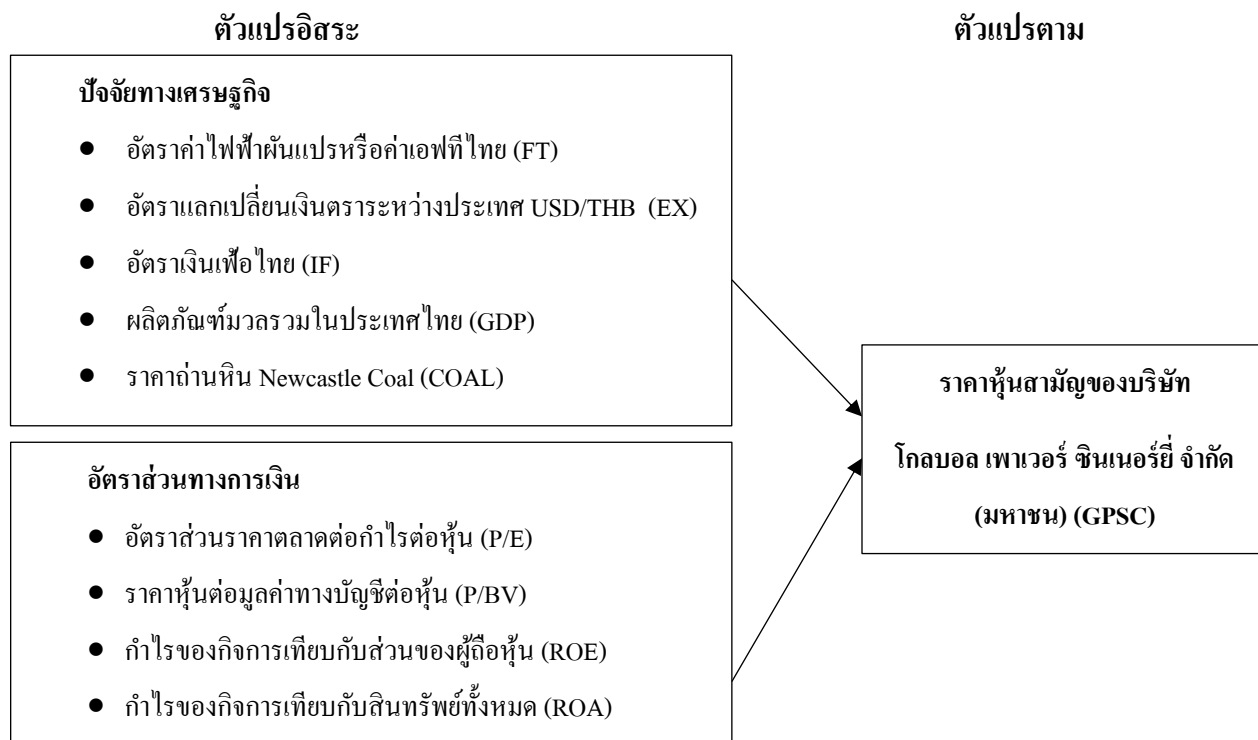 ตัวแปรอิสระ
ตัวแปรตาม
ปัจจัยทางเศรษฐกิจ
● อัตราค่าไฟฟ้าผันแปรหรือค่าเอฟทีไทย (FT)
● อัตราแลกเปลี่ยนเงินตราระหว่างประเทศ USD/THB (EX)
● อัตราเงินเฟ้อไทย (IF)
● ผลิตภัณฑ์มวลรวมในประเทศไทย (GDP)
● ราคาถ่านหิน Newcastle Coal (COAL)
อัตราส่วนทางการเงิน
● อัตราส่วนราคาตลาดต่อกำไรต่อหุ้น (P/E)
● ราคาหุ้นต่อมูลค่าทางบัญชีต่อหุ้น (P/BV)
● กำไรของกิจการเทียบกับส่วนของผู้ถือหุ้น (ROE)
● กำไรของกิจการเทียบกับสินทรัพย์ทั้งหมด (ROA)
ราคาหุ้นสามัญของบริษัท
โกลบอล เพาเวอร์ ซินเนอร์ยี่ จำกัด
(มหาชน) (GPSC)